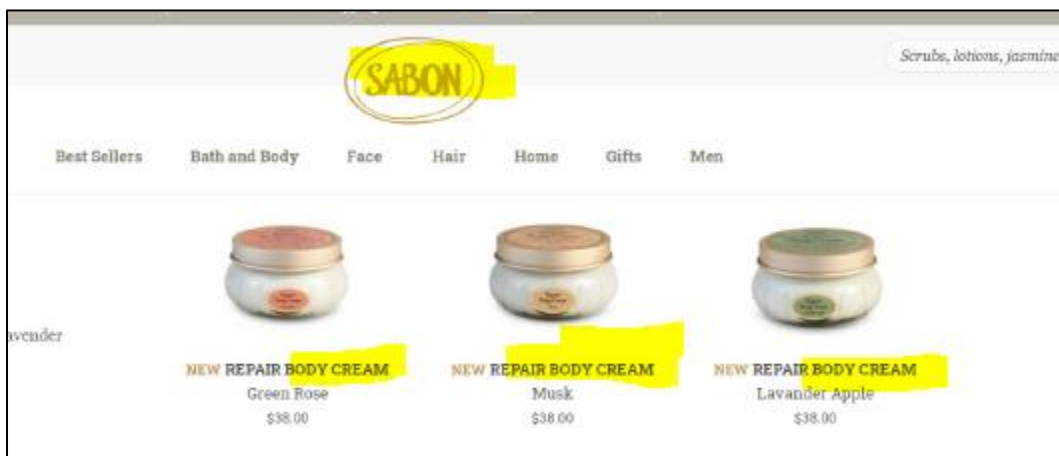 SABON
Scrubs, lotions, jasmine
Best Sellers Bath and Body Face Hair Home Gifts Men
avender
NEW REPAIR BODY CREAM
Green Rose
$38.00
NEW REPAIR BODY CREAM
Musk
$38.00
NEW REPAIR BODY CREAM
Lavander Apple
$38.00